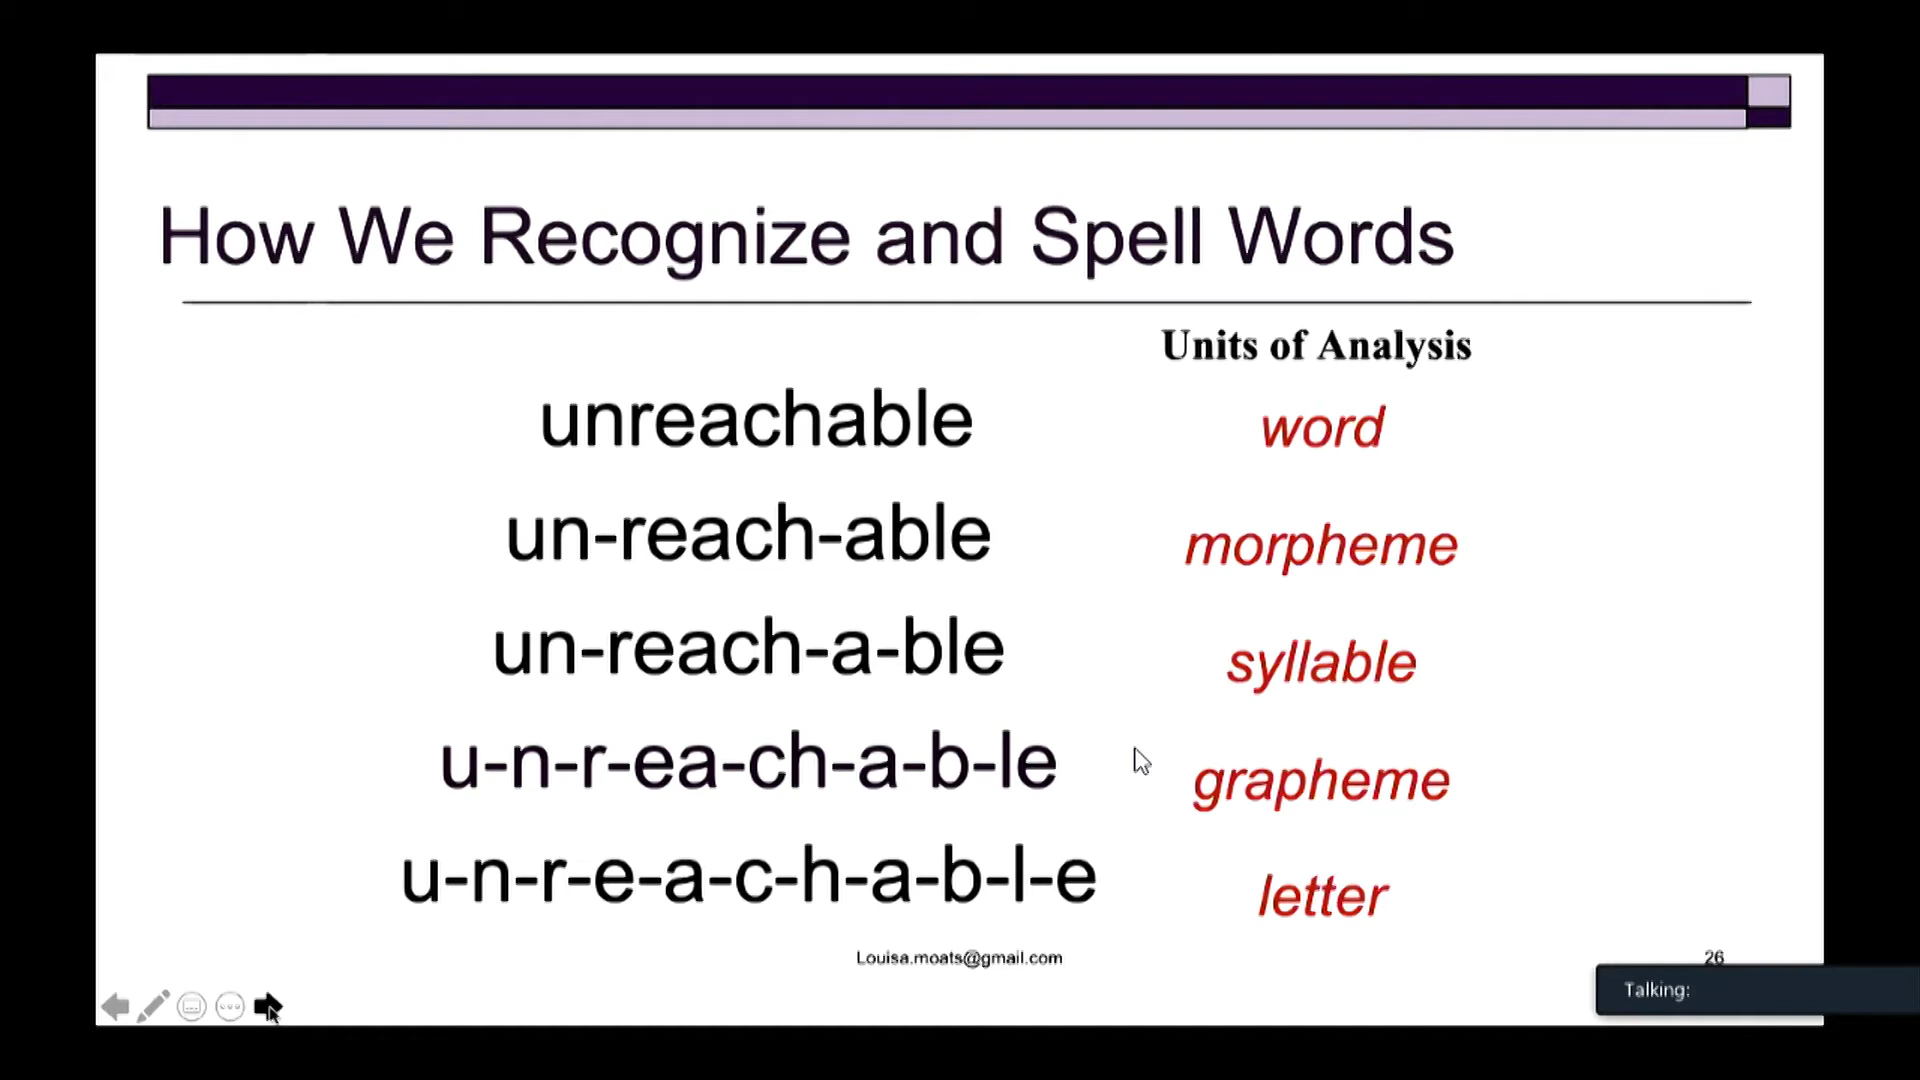 How We Recognize and Spell Words
Units of Analysis
unreachable word
un-reach-able morpheme
un-reach-a-ble syllable
u-n-r-ea-ch-a-b-le grapheme
u-n-r-e-a-c-h-a-b-l-e letter
Louisa.moats@gmail.com 26
Talking: